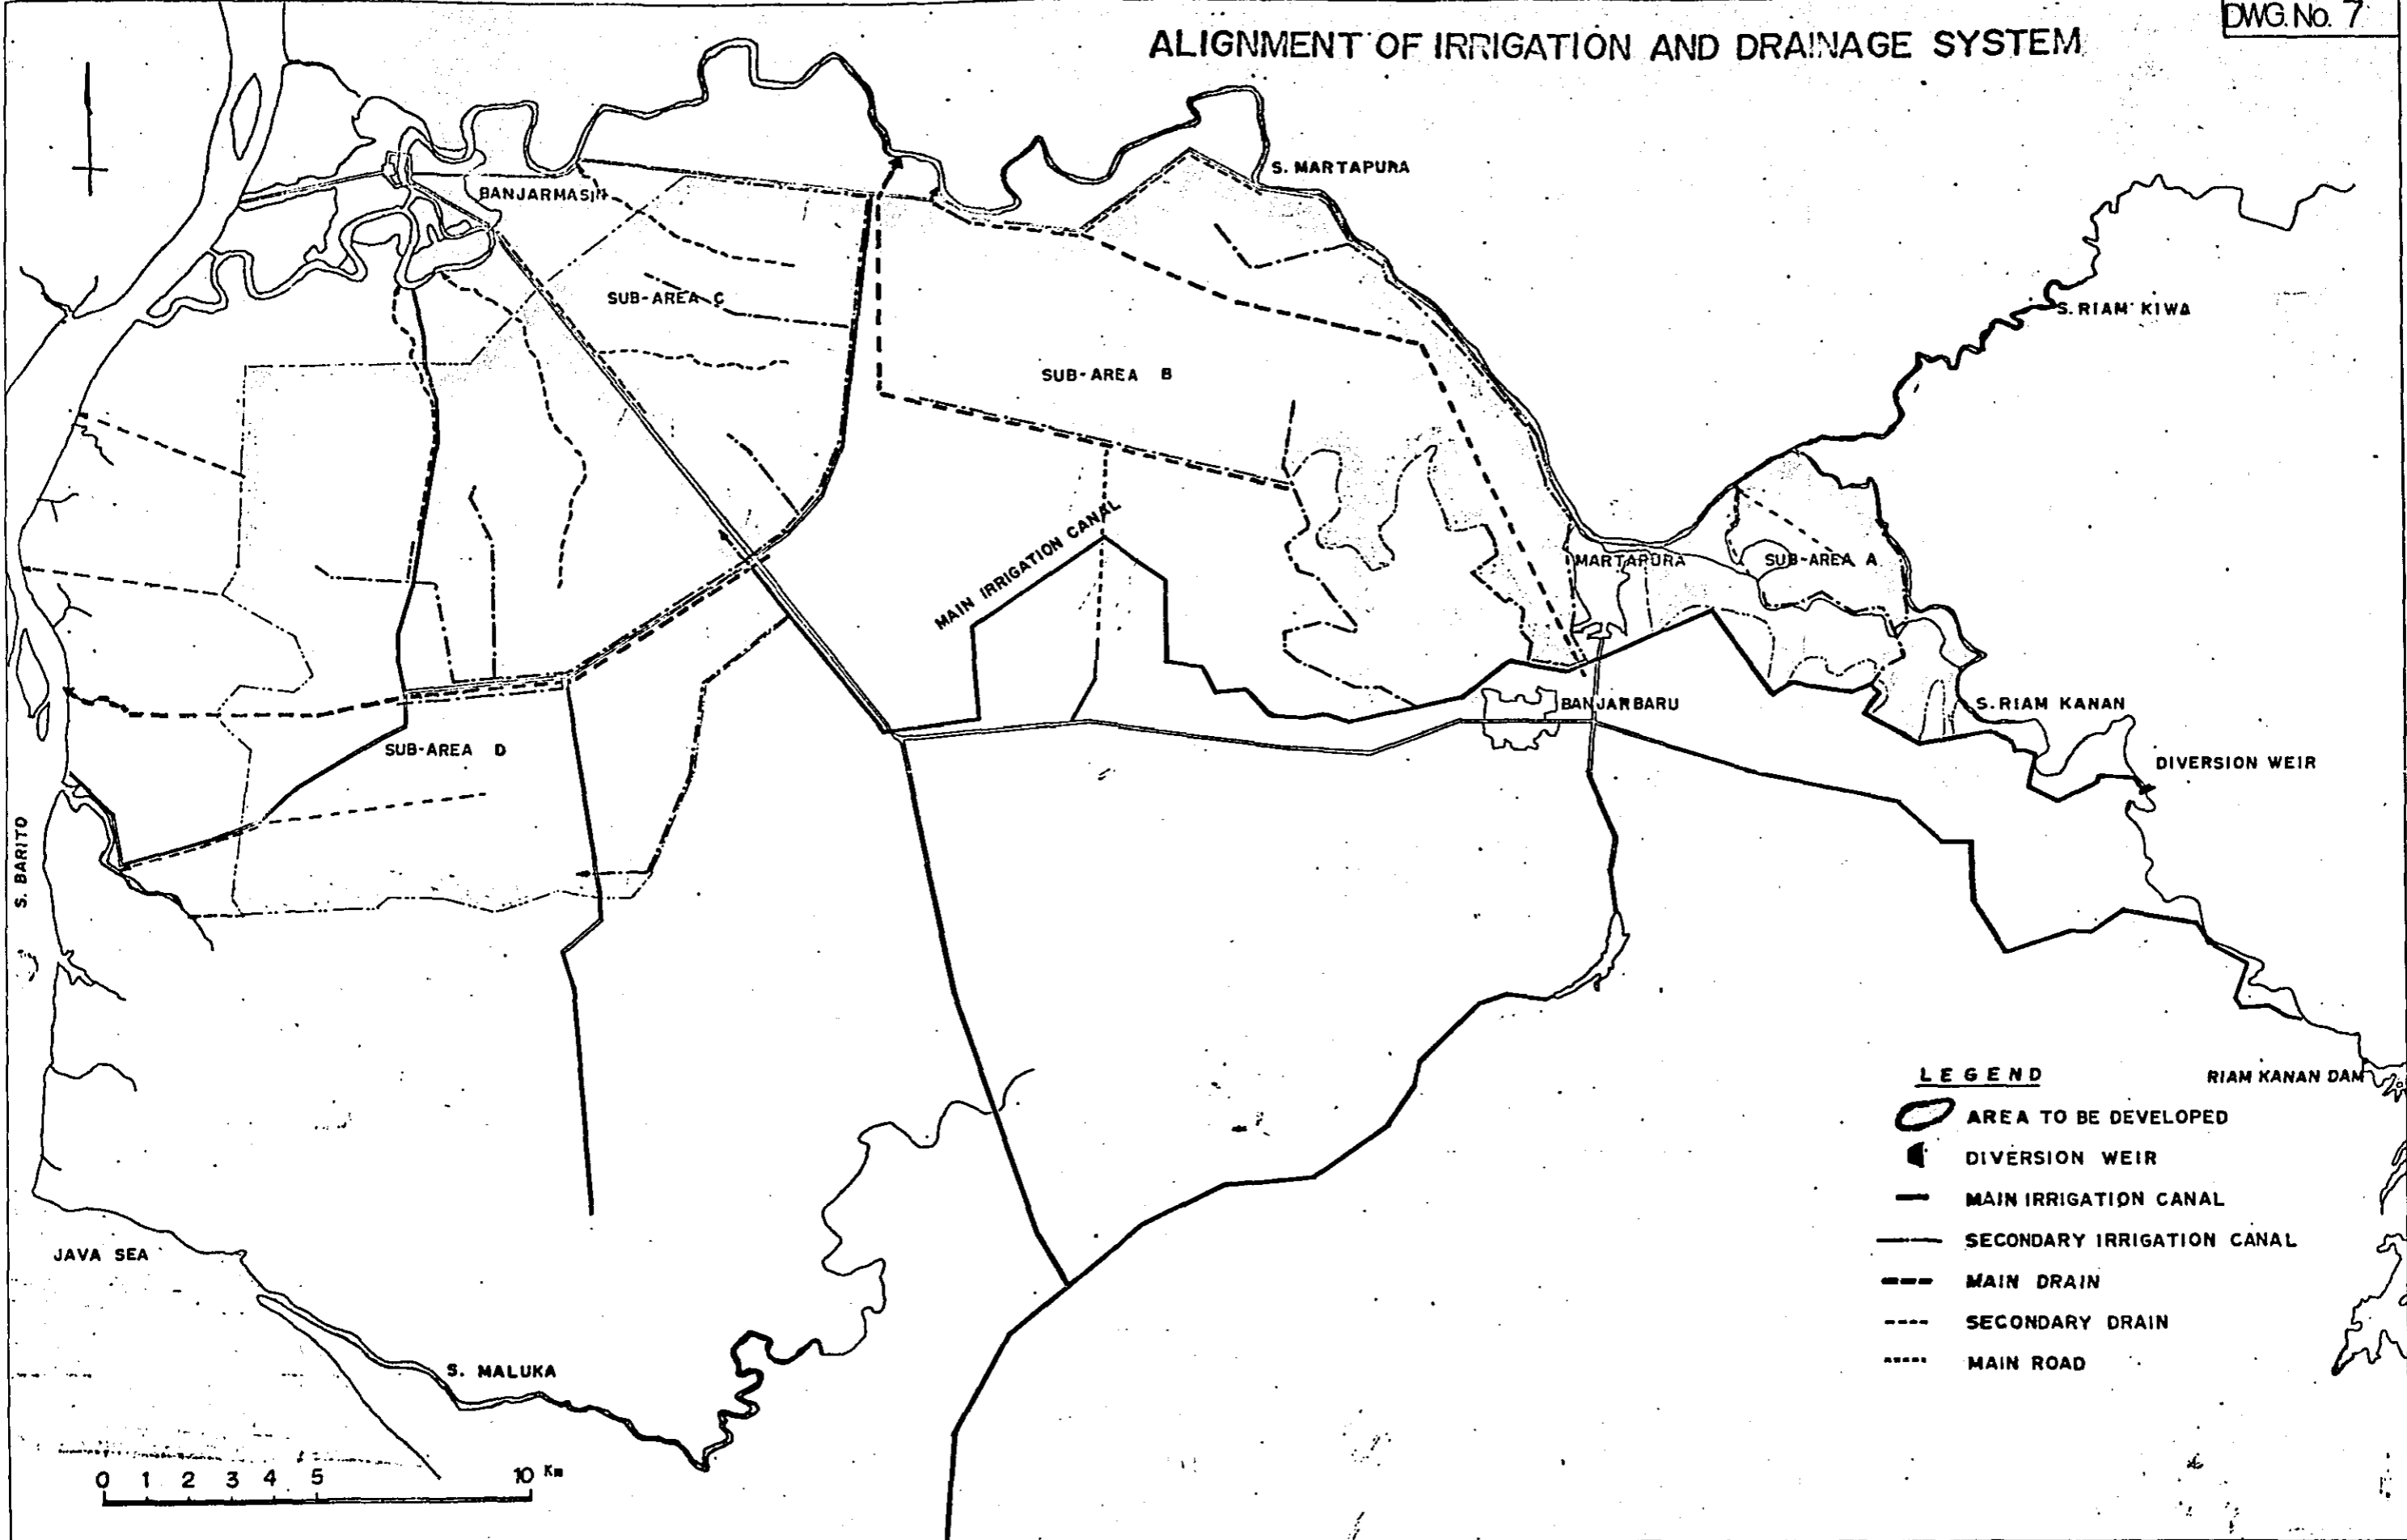 DWG. No. 7
ALIGNMENT OF IRRIGATION AND DRAINAGE SYSTEM
S. MARTAPURA
BANJARMASIN
SUB-AREA C
S. RIAM KIWA
SUB-AREA B
MAIN IRRIGATION CANAL
MARTAPURA
SUB-AREA A
BANJARBARU
S. RIAM KANAN
SUB-AREA D
DIVERSION WEIR
S. BARITO
RIAM KANAN DAM
JAVA SEA
S. MALUKA
LEGEND
AREA TO BE DEVELOPED
DIVERSION WEIR
MAIN IRRIGATION CANAL
SECONDARY IRRIGATION CANAL
MAIN DRAIN
SECONDARY DRAIN
MAIN ROAD
0 1 2 3 4 5 10 Km